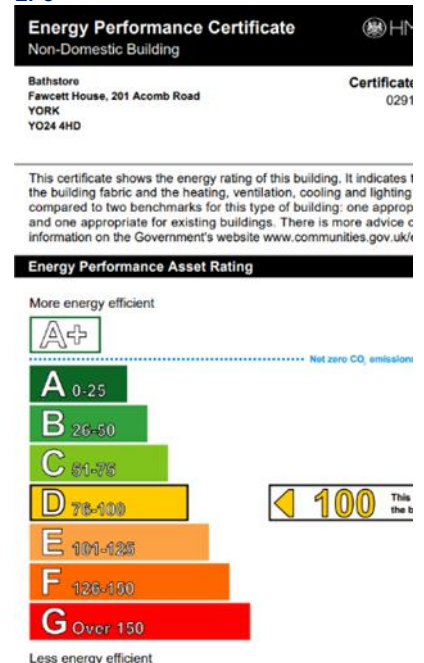 Energy Performance Certificate
HM
Non-Domestic Building
Bathstore
Fawcett House, 201 Acomb Road
YORK
YO24 4HD
Certificate
0291
This certificate shows the energy rating of this building. It indicates
the building fabric and the heating, ventilation, cooling and lighting
compared to two benchmarks for this type of building: one approp
and one appropriate for existing buildings. There is more advice
information on the Government's website www.communities.gov.uk/
Energy Performance Asset Rating
More energy efficient
A+
Net zero CO₂ emissions
A 0-25
B 26-50
C 51-75
D 76-100
100 This
the b
E 101-125
F 126-150
G Over 150
Less energy efficient